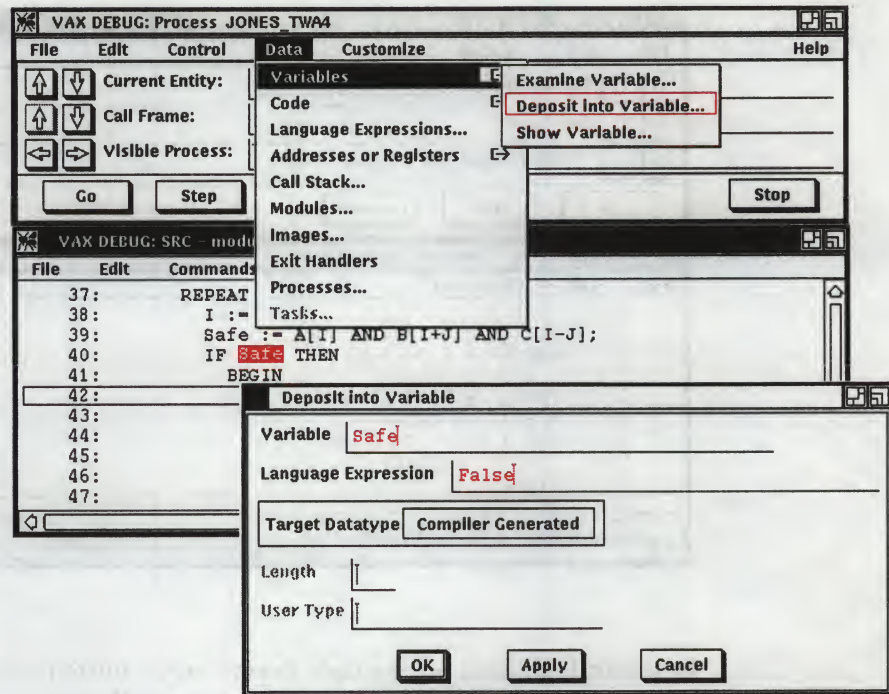 VAX DEBUG: Process JONES_TWA4
File Edit Control Data Customize Help
Current Entity:
Call Frame:
Visible Process:
Go Step Stop
Variables
Code
Language Expressions...
Addresses or Registers
Call Stack...
Modules...
Images...
Exit Handlers
Processes...
Tasks...
Examine Variable...
Deposit into Variable...
Show Variable...
VAX DEBUG: SRC - modu
File Edit Commands
37: REPEAT
38: I :=
39: Safe := A[I] AND B[I+J] AND C[I-J];
40: IF Safe THEN
41: BEGIN
42:
43:
44:
45:
46:
47:
Deposit into Variable
Variable Safe
Language Expression False
Target Datatype Compiler Generated
Length
User Type
OK Apply Cancel